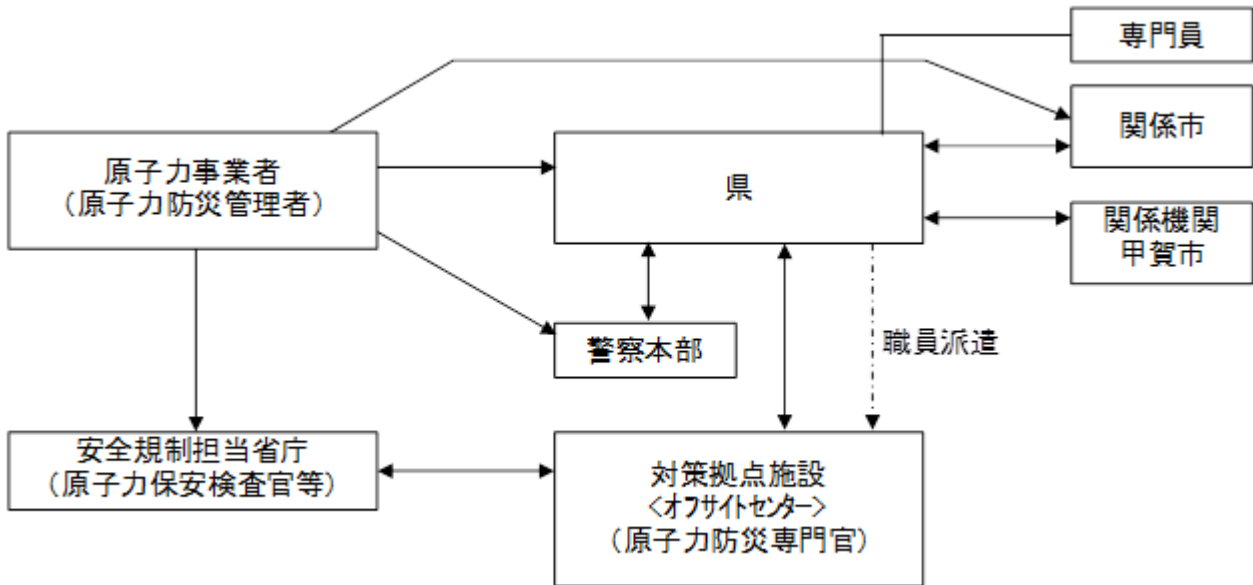 専門員
関係市
原子力事業者
（原子力防災管理者）
県
関係機関
甲賀市
警察本部
職員派遣
安全規制担当省庁
（原子力保安検査官等）
対策拠点施設
<オフサイトセンター>
（原子力防災専門官）